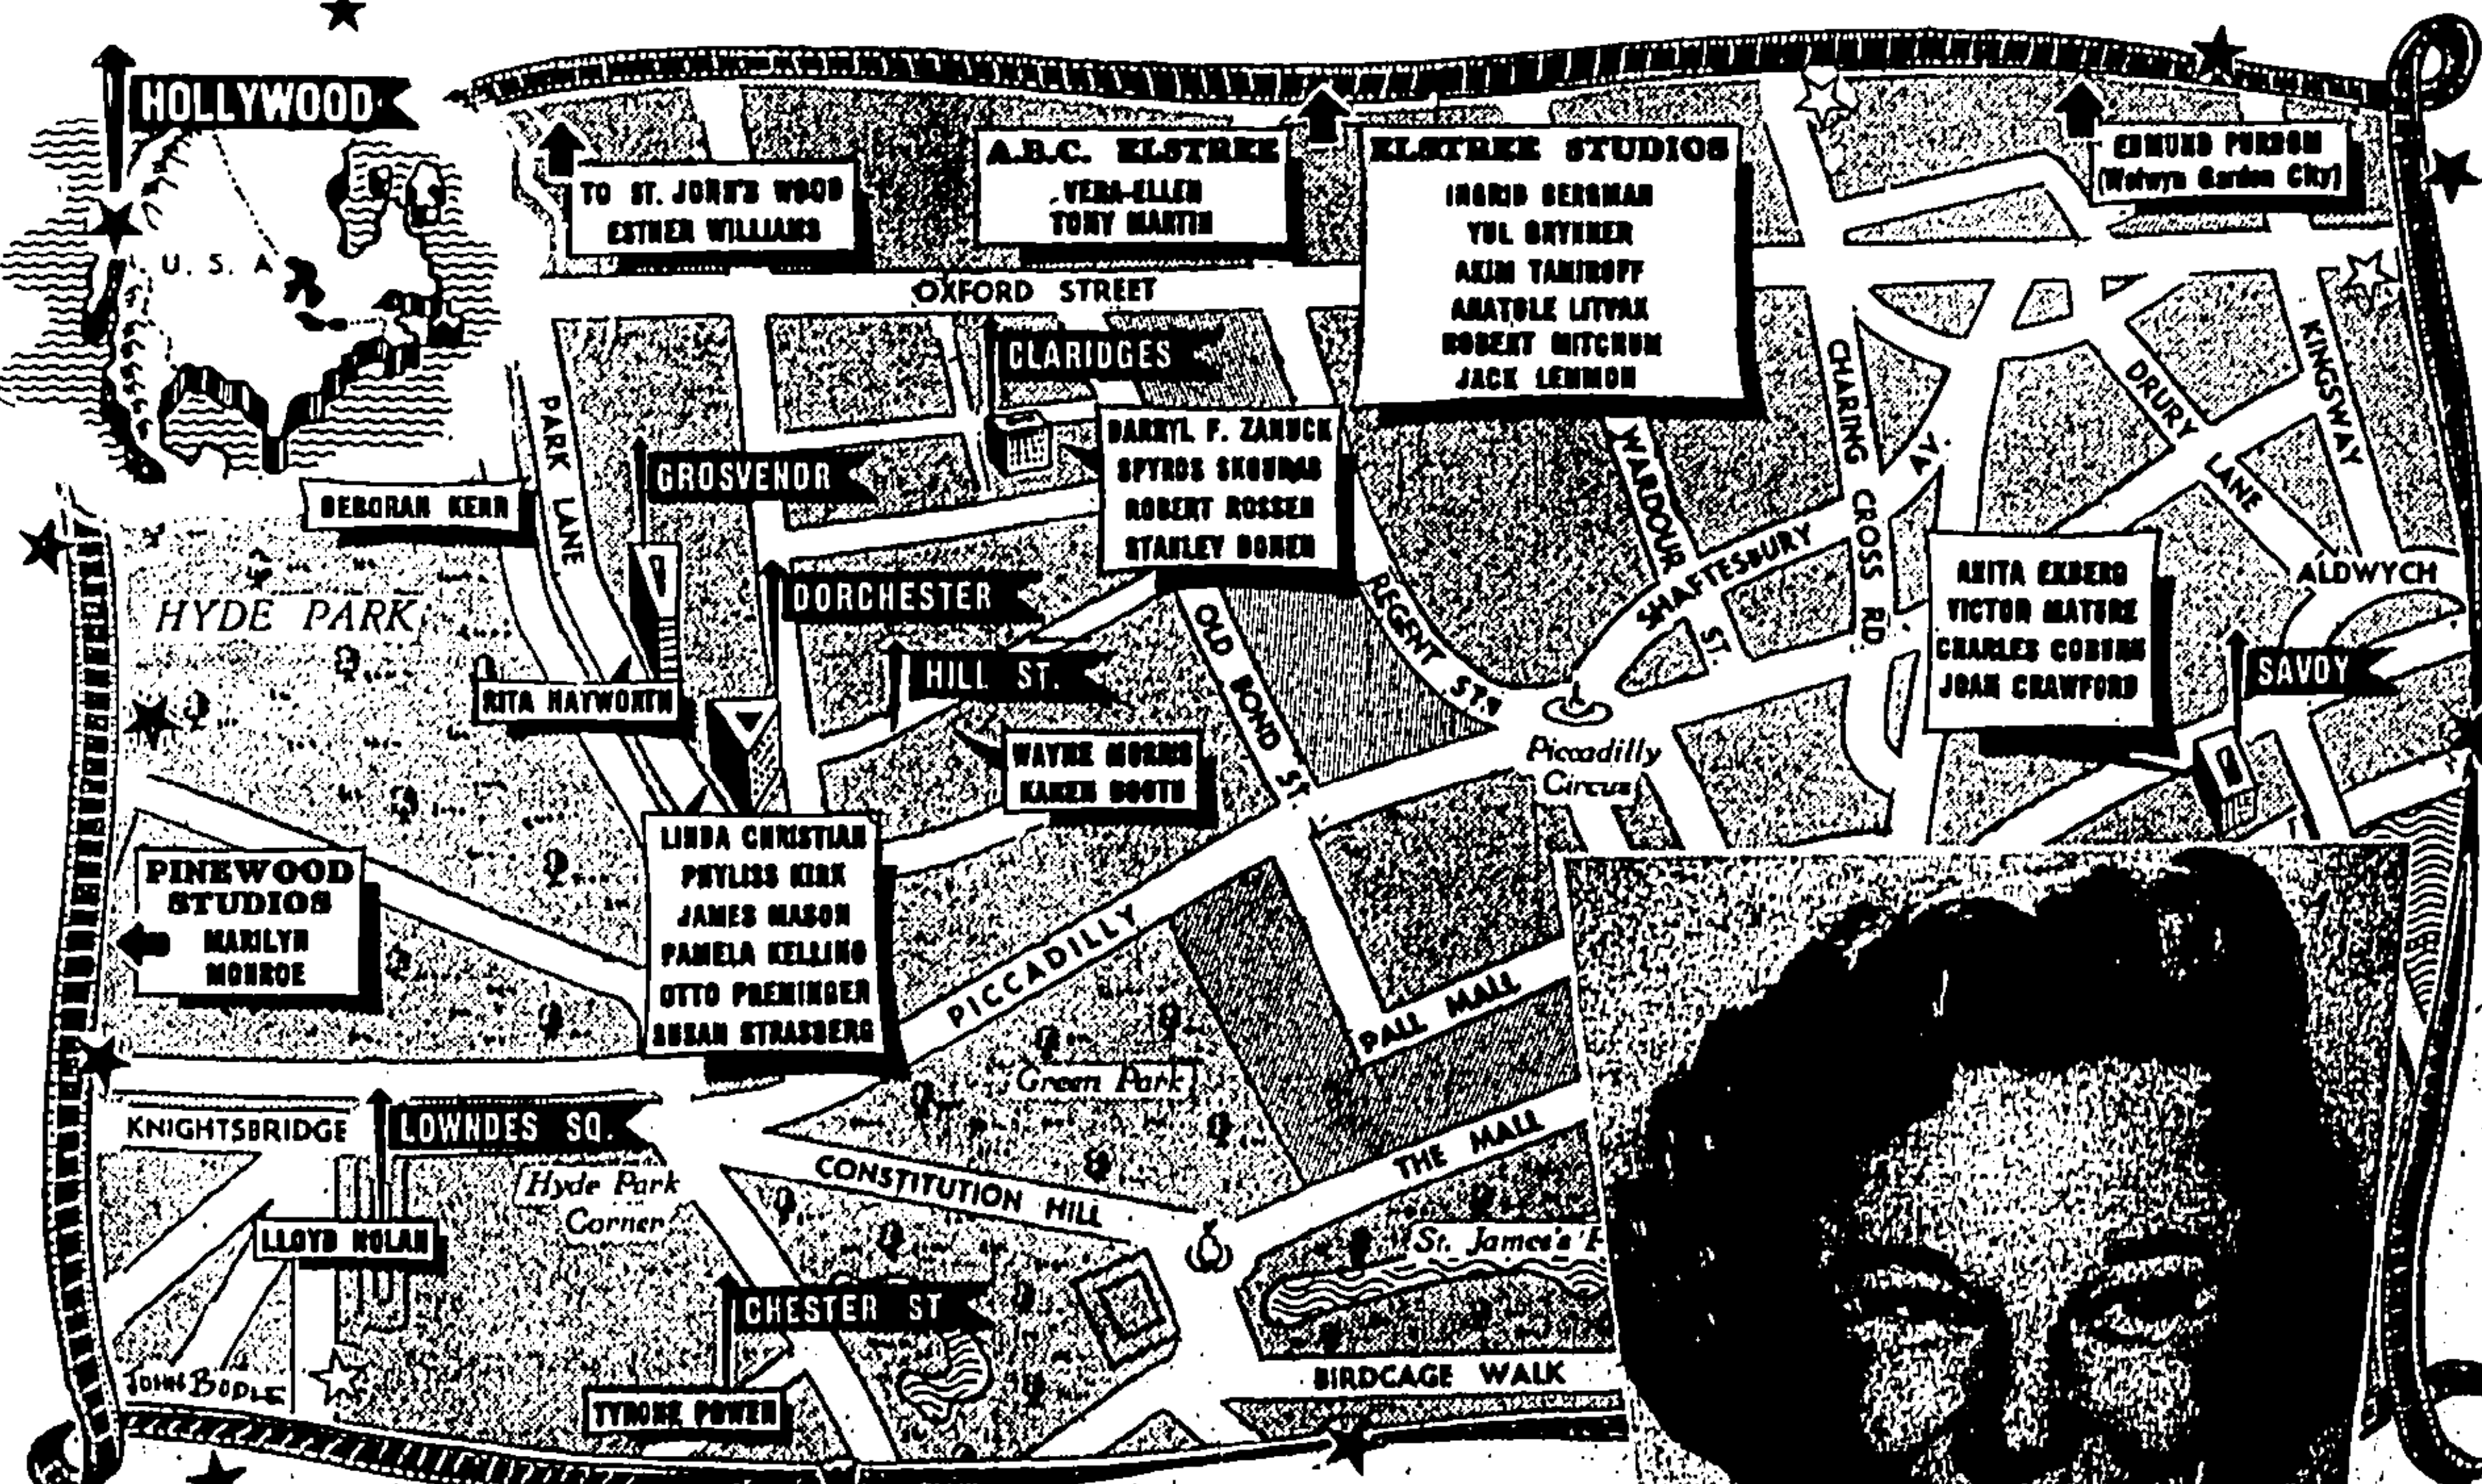 HOLLYWOOD
U. S. A
TO ST. JOHN'S WOOD
ESTHER WILLIAMS
A.B.C. ELSTREE
VERA-ELLEN
TONY MARTIN
ELSTREE STUDIOS
INGRID BERGMAN
YUL BRYNNER
AKIM TAMIROFF
ANATOLE LITVAK
ROBERT MITCHUM
JACK LEMMON
EDMUND PURDOM
(Welwyn Garden City)
OXFORD STREET
CLARIDGES
DARRYL F. ZANUCK
SPYROS SKOURAS
ROBERT ROSSEN
STANLEY DONEN
PARK LANE
GROSVENOR
DEBORAH KERR
CHARING CROSS RD.
DRURY LANE
KINGSWAY
WARDOUR ST.
SHAFTESBURY AV.
HYDE PARK
DORCHESTER
HILL ST.
RITA HAYWORTH
WAYNE MORRIS
KAREN BOOTH
OLD BOND ST.
REGENT ST.
Piccadilly
Circus
ANITA EKBERG
VICTOR MATURE
CHARLES COBURN
JOAN CRAWFORD
ALDWYCH
SAVOY
LINDA CHRISTIAN
PHYLISS KIRK
JAMES MASON
PAMELA KELLINO
OTTO PREMINGER
SUSAN STRASBERG
PINEWOOD
STUDIOS
MARILYN
MONROE
PICCADILLY
PALL MALL
Green Park
THE MALL
KNIGHTSBRIDGE
LOWNDES SQ.
Hyde Park
Corner
CONSTITUTION HILL
LLOYD NOLAN
St. James's P
CHESTER ST
TYRONE POWER
BIRDCAGE WALK
JOHN BODLE